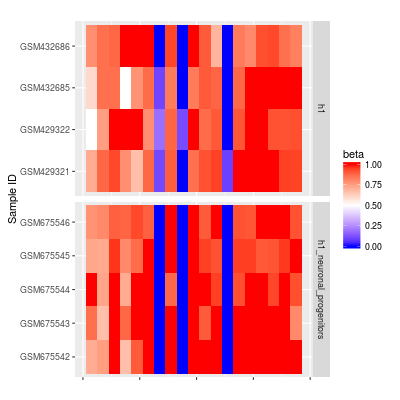 GSM432686
GSM432685
GSM429322
GSM429321
h1
GSM675546
GSM675545
GSM675544
GSM675543
GSM675542
h1_neuronal_progenitors
Sample ID
beta
1.00
0.75
0.50
0.25
0.00